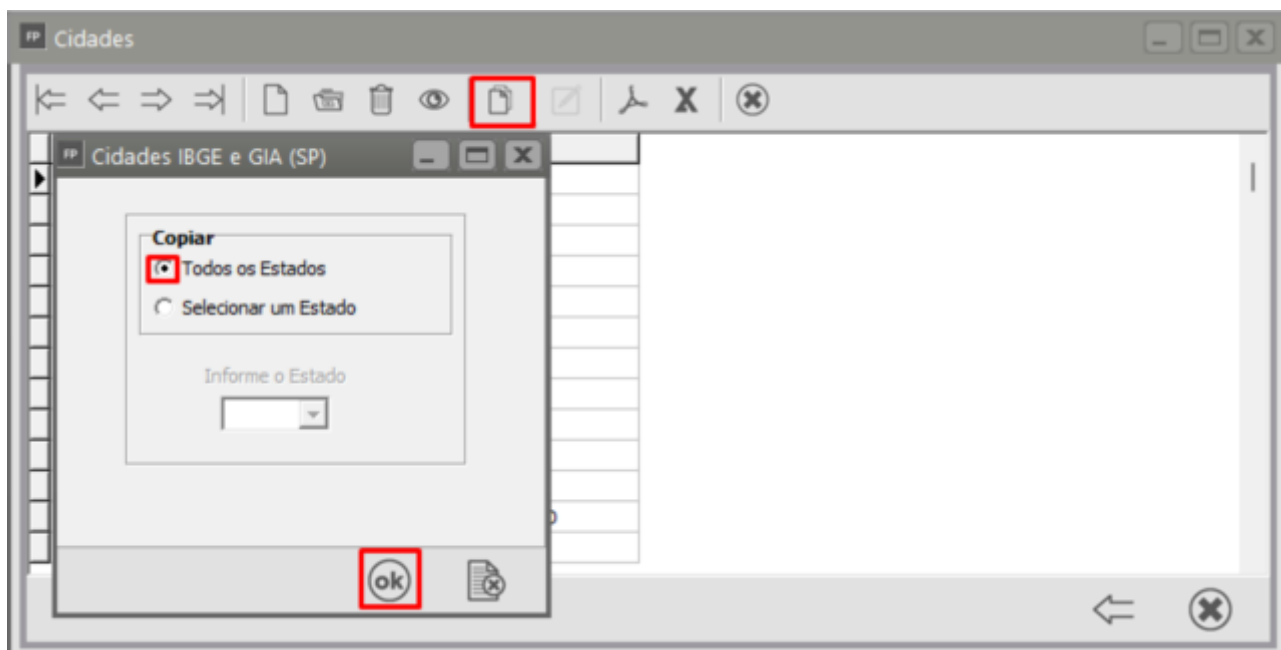 FP Cidades
X
FP Cidades IBGE e GIA (SP)
Copiar
Todos os Estados
Selecionar um Estado
Informe o Estado
ok